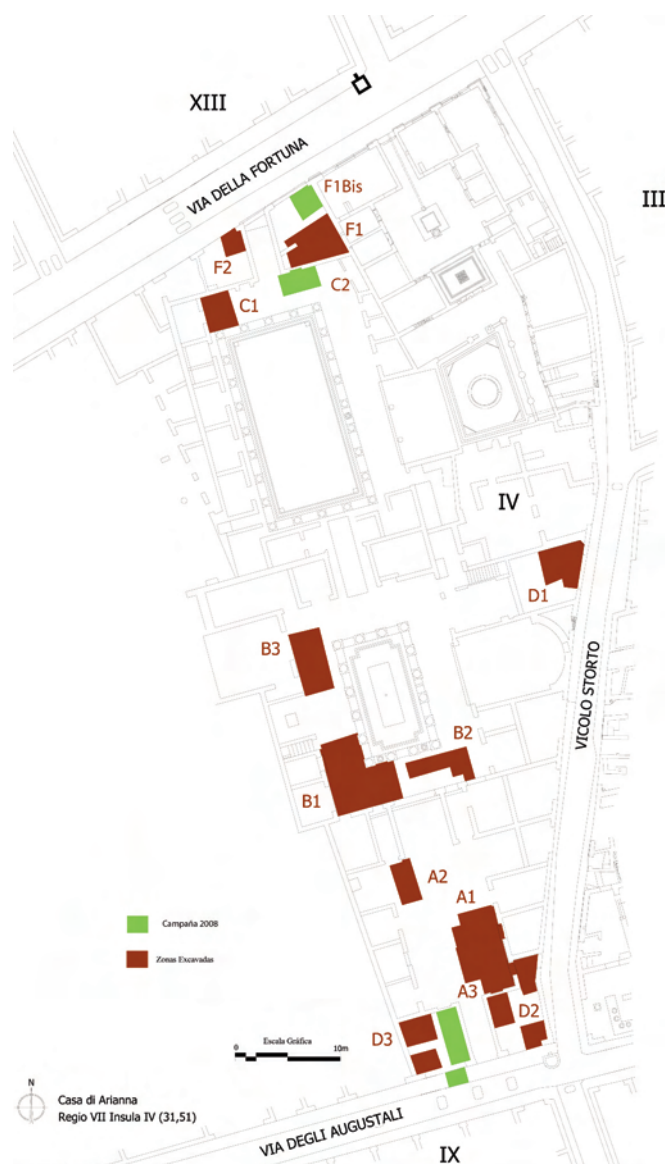 XIII
VIA DELLA FORTUNA
III
F1Bis
F1
F2
C2
C1
IV
D1
B3
VICOLO STORTO
B2
B1
A2
A1
Campaña 2008
Zonas Excavadas
A3
D2
D3
0 Escala Gráfica 10m
N
Casa di Arianna
Regio VII Insula IV (31,51)
VIA DEGLI AUGUSTALI
IX